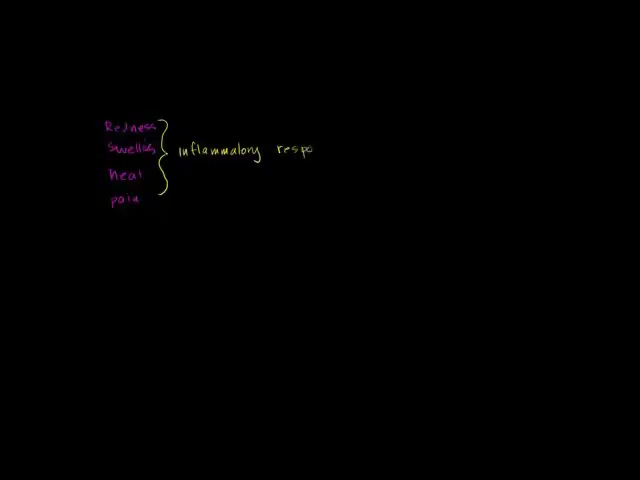 Redness
Swelling
heat
pain
inflammatory respo